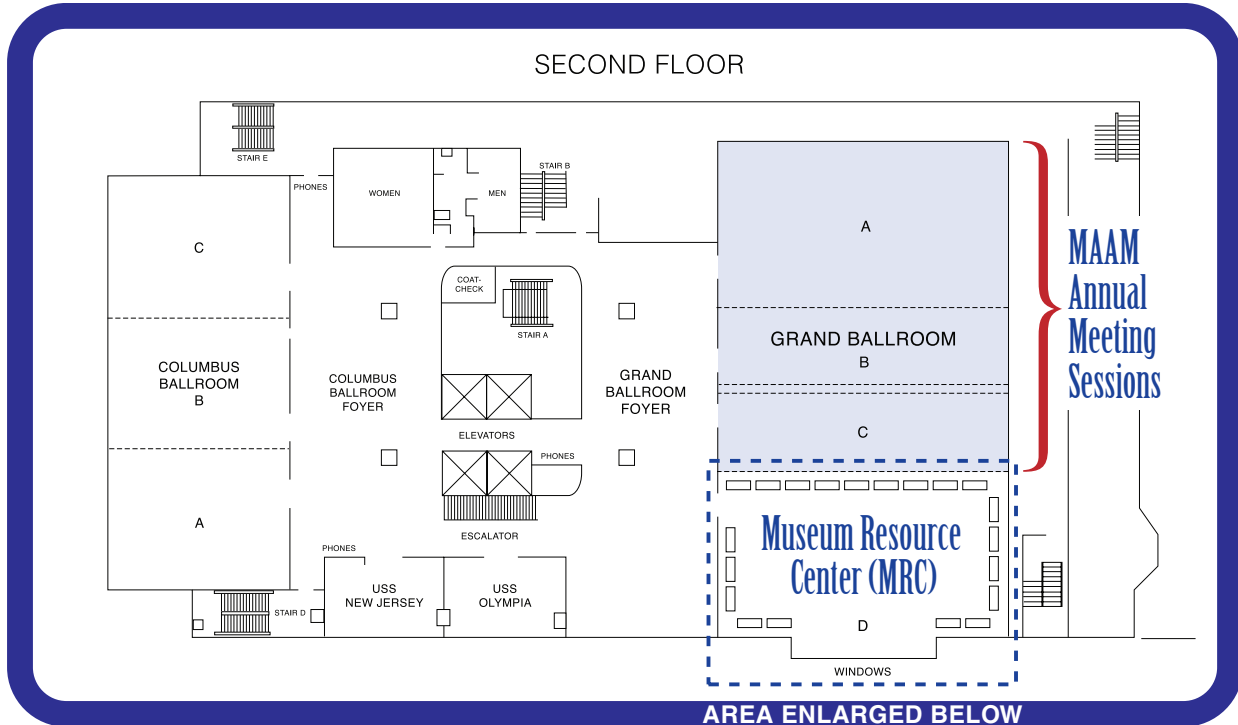 SECOND FLOOR
STAIR E
PHONES
WOMEN
MEN
STAIR B
C
COAT-
CHECK
STAIR A
COLUMBUS
BALLROOM
B
COLUMBUS
BALLROOM
FOYER
GRAND
BALLROOM
FOYER
A
GRAND BALLROOM
B
C
MAAM
Annual
Meeting
Sessions
ELEVATORS
PHONES
ESCALATOR
A
PHONES
USS
NEW JERSEY
USS
OLYMPIA
STAIR D
Museum Resource
Center (MRC)
D
WINDOWS
AREA ENLARGED BELOW